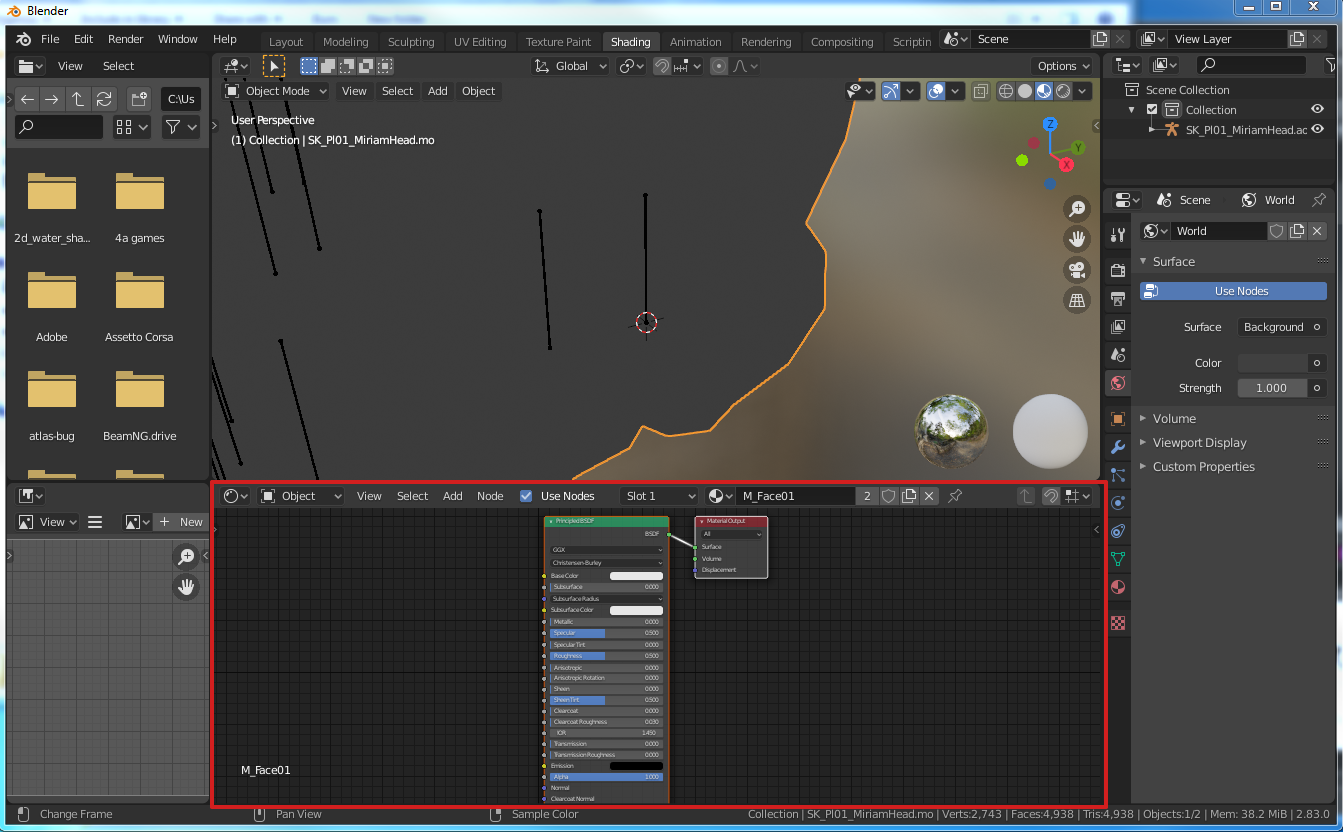 Blender
File Edit Render Window Help
Layout Modeling Sculpting UV Editing Texture Paint Shading Animation Rendering Compositing Scriptin
Scene
View Layer
View Select
Global
Options
C:\Us
Object Mode View Select Add Object
User Perspective
(1) Collection | SK_PI01_MiriamHead.mo
Z
Y
X
2d_water_sha...
4a games
Adobe
Assetto Corsa
atlas-bug
BeamNG.drive
Scene Collection
Collection
SK_PI01_MiriamHead.ac
Scene World
World
Surface
Use Nodes
Surface Background
Color
Strength 1.000
Volume
Viewport Display
Custom Properties
View
New
Object View Select Add Node Use Nodes Slot 1 M_Face01 2
Principled BSDF
BSDF
GGX
Christensen-Burley
Base Color
Subsurface 0.000
Subsurface Radius
Subsurface Color
Metallic 0.000
Specular 0.500
Specular Tint 0.000
Roughness 0.500
Anisotropic 0.000
Anisotropic Rotation 0.000
Sheen 0.000
Sheen Tint 0.500
Clearcoat 0.000
Clearcoat Roughness 0.030
IOR 1.450
Transmission 0.000
Transmission Roughness 0.000
Emission
Alpha 1.000
Normal
Clearcoat Normal
Material Output
All
Surface
Volume
Displacement
M_Face01
Change Frame
Pan View
Sample Color
Collection | SK_PI01_MiriamHead.mo | Verts:2,743 | Faces:4,938 | Tris:4,938 | Objects:1/2 | Mem: 38.2 MiB | 2.83.0